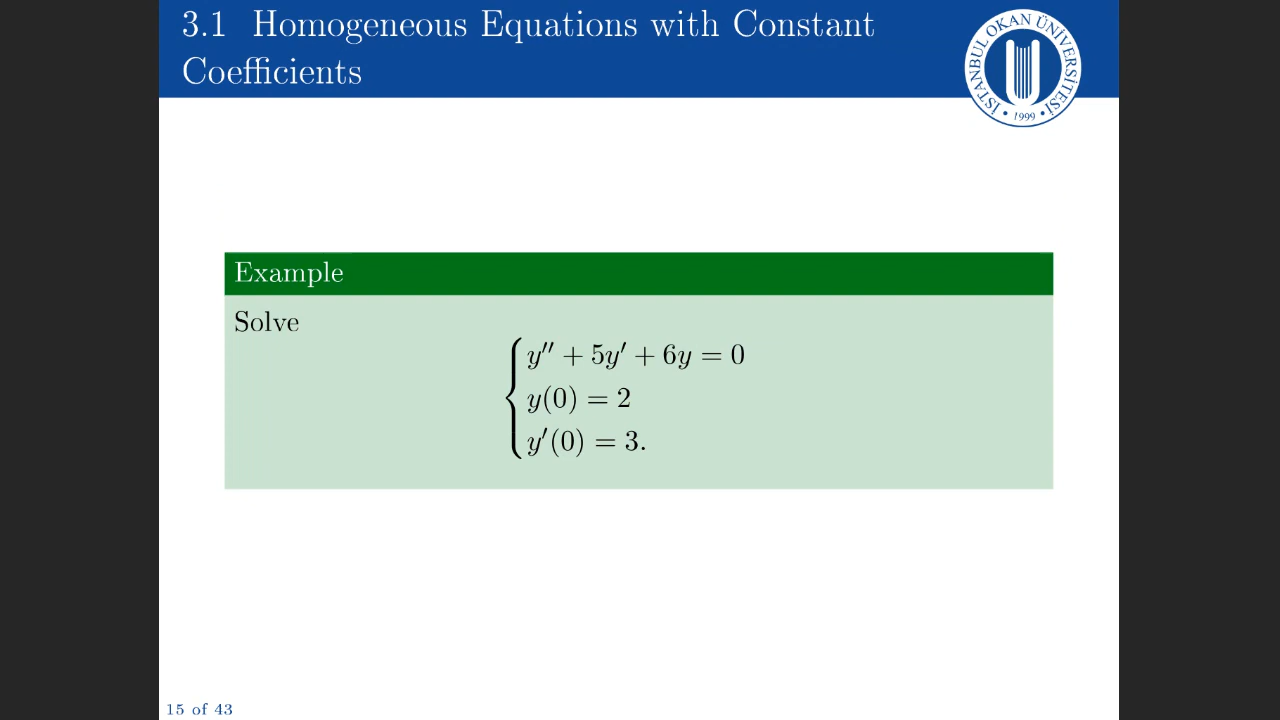 3.1 Homogeneous Equations with Constant
Coefficients
İSTANBUL OKAN ÜNİVERSİTESİ
• 1999 •
Example
Solve
y′′ + 5y′ + 6y = 0
y(0) = 2
y′(0) = 3.
15 of 43